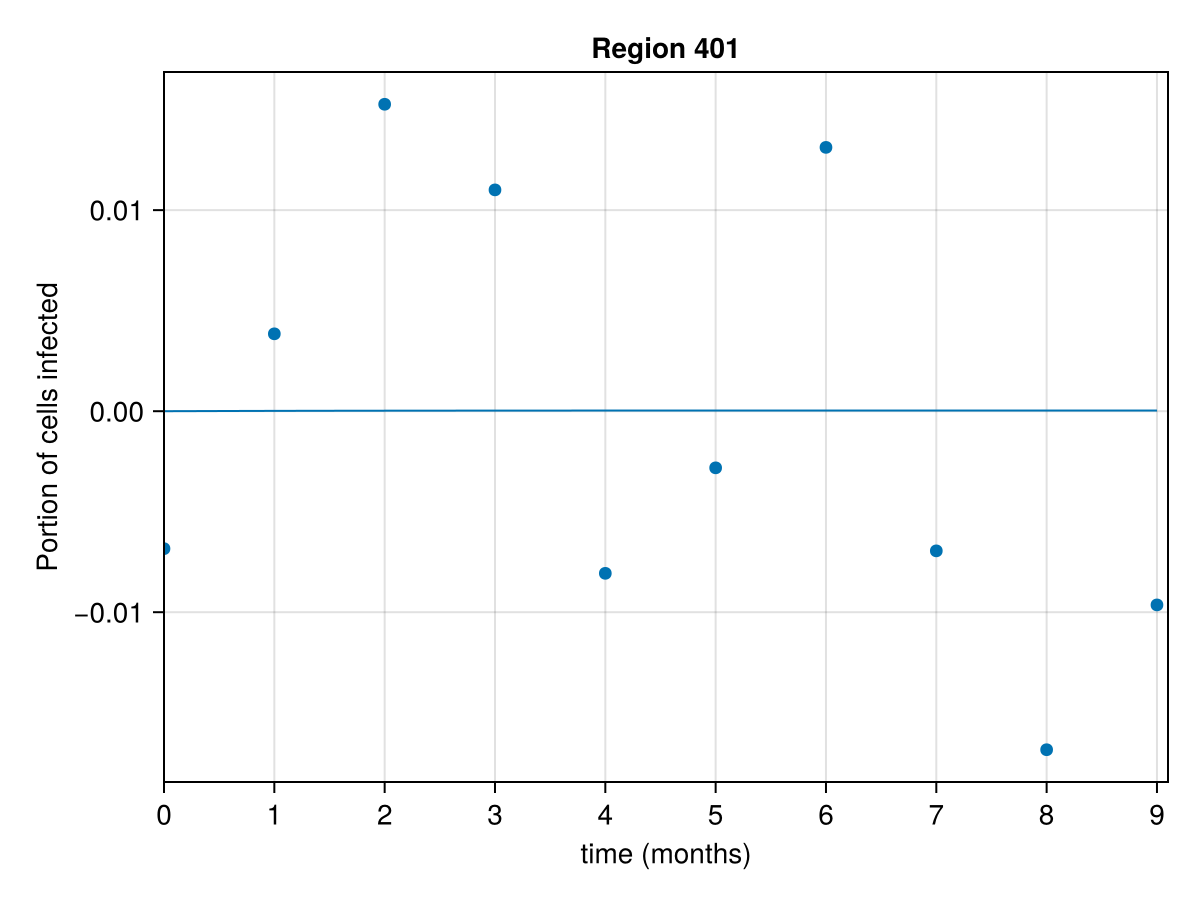 Region 401
Portion of cells infected
0.01
0.00
−0.01
0 1 2 3 4 5 6 7 8 9
time (months)